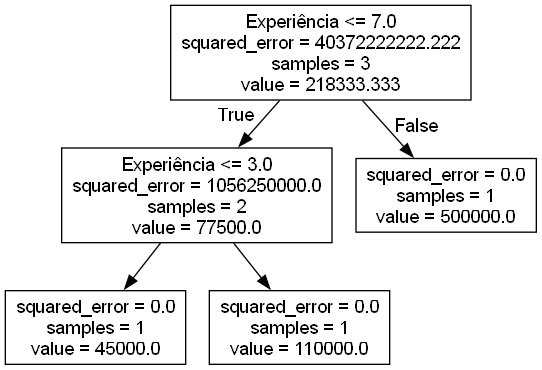 Experiência <= 7.0
squared_error = 40372222222.222
samples = 3
value = 218333.333
True
False
Experiência <= 3.0
squared_error = 1056250000.0
samples = 2
value = 77500.0
squared_error = 0.0
samples = 1
value = 500000.0
squared_error = 0.0
samples = 1
value = 45000.0
squared_error = 0.0
samples = 1
value = 110000.0